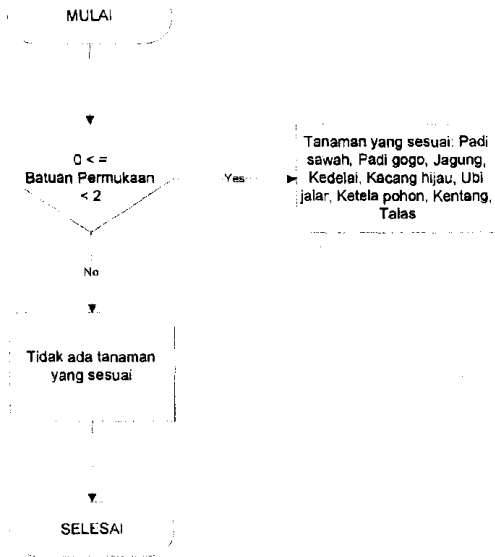 MULAI
0 < =
Batuan Permukaan
< 2
Yes
Tanaman yang sesuai: Padi
sawah, Padi gogo, Jagung,
Kedelai, Kacang hijau, Ubi
jalar, Ketela pohon, Kentang,
Talas
No
Tidak ada tanaman
yang sesuai
SELESAI